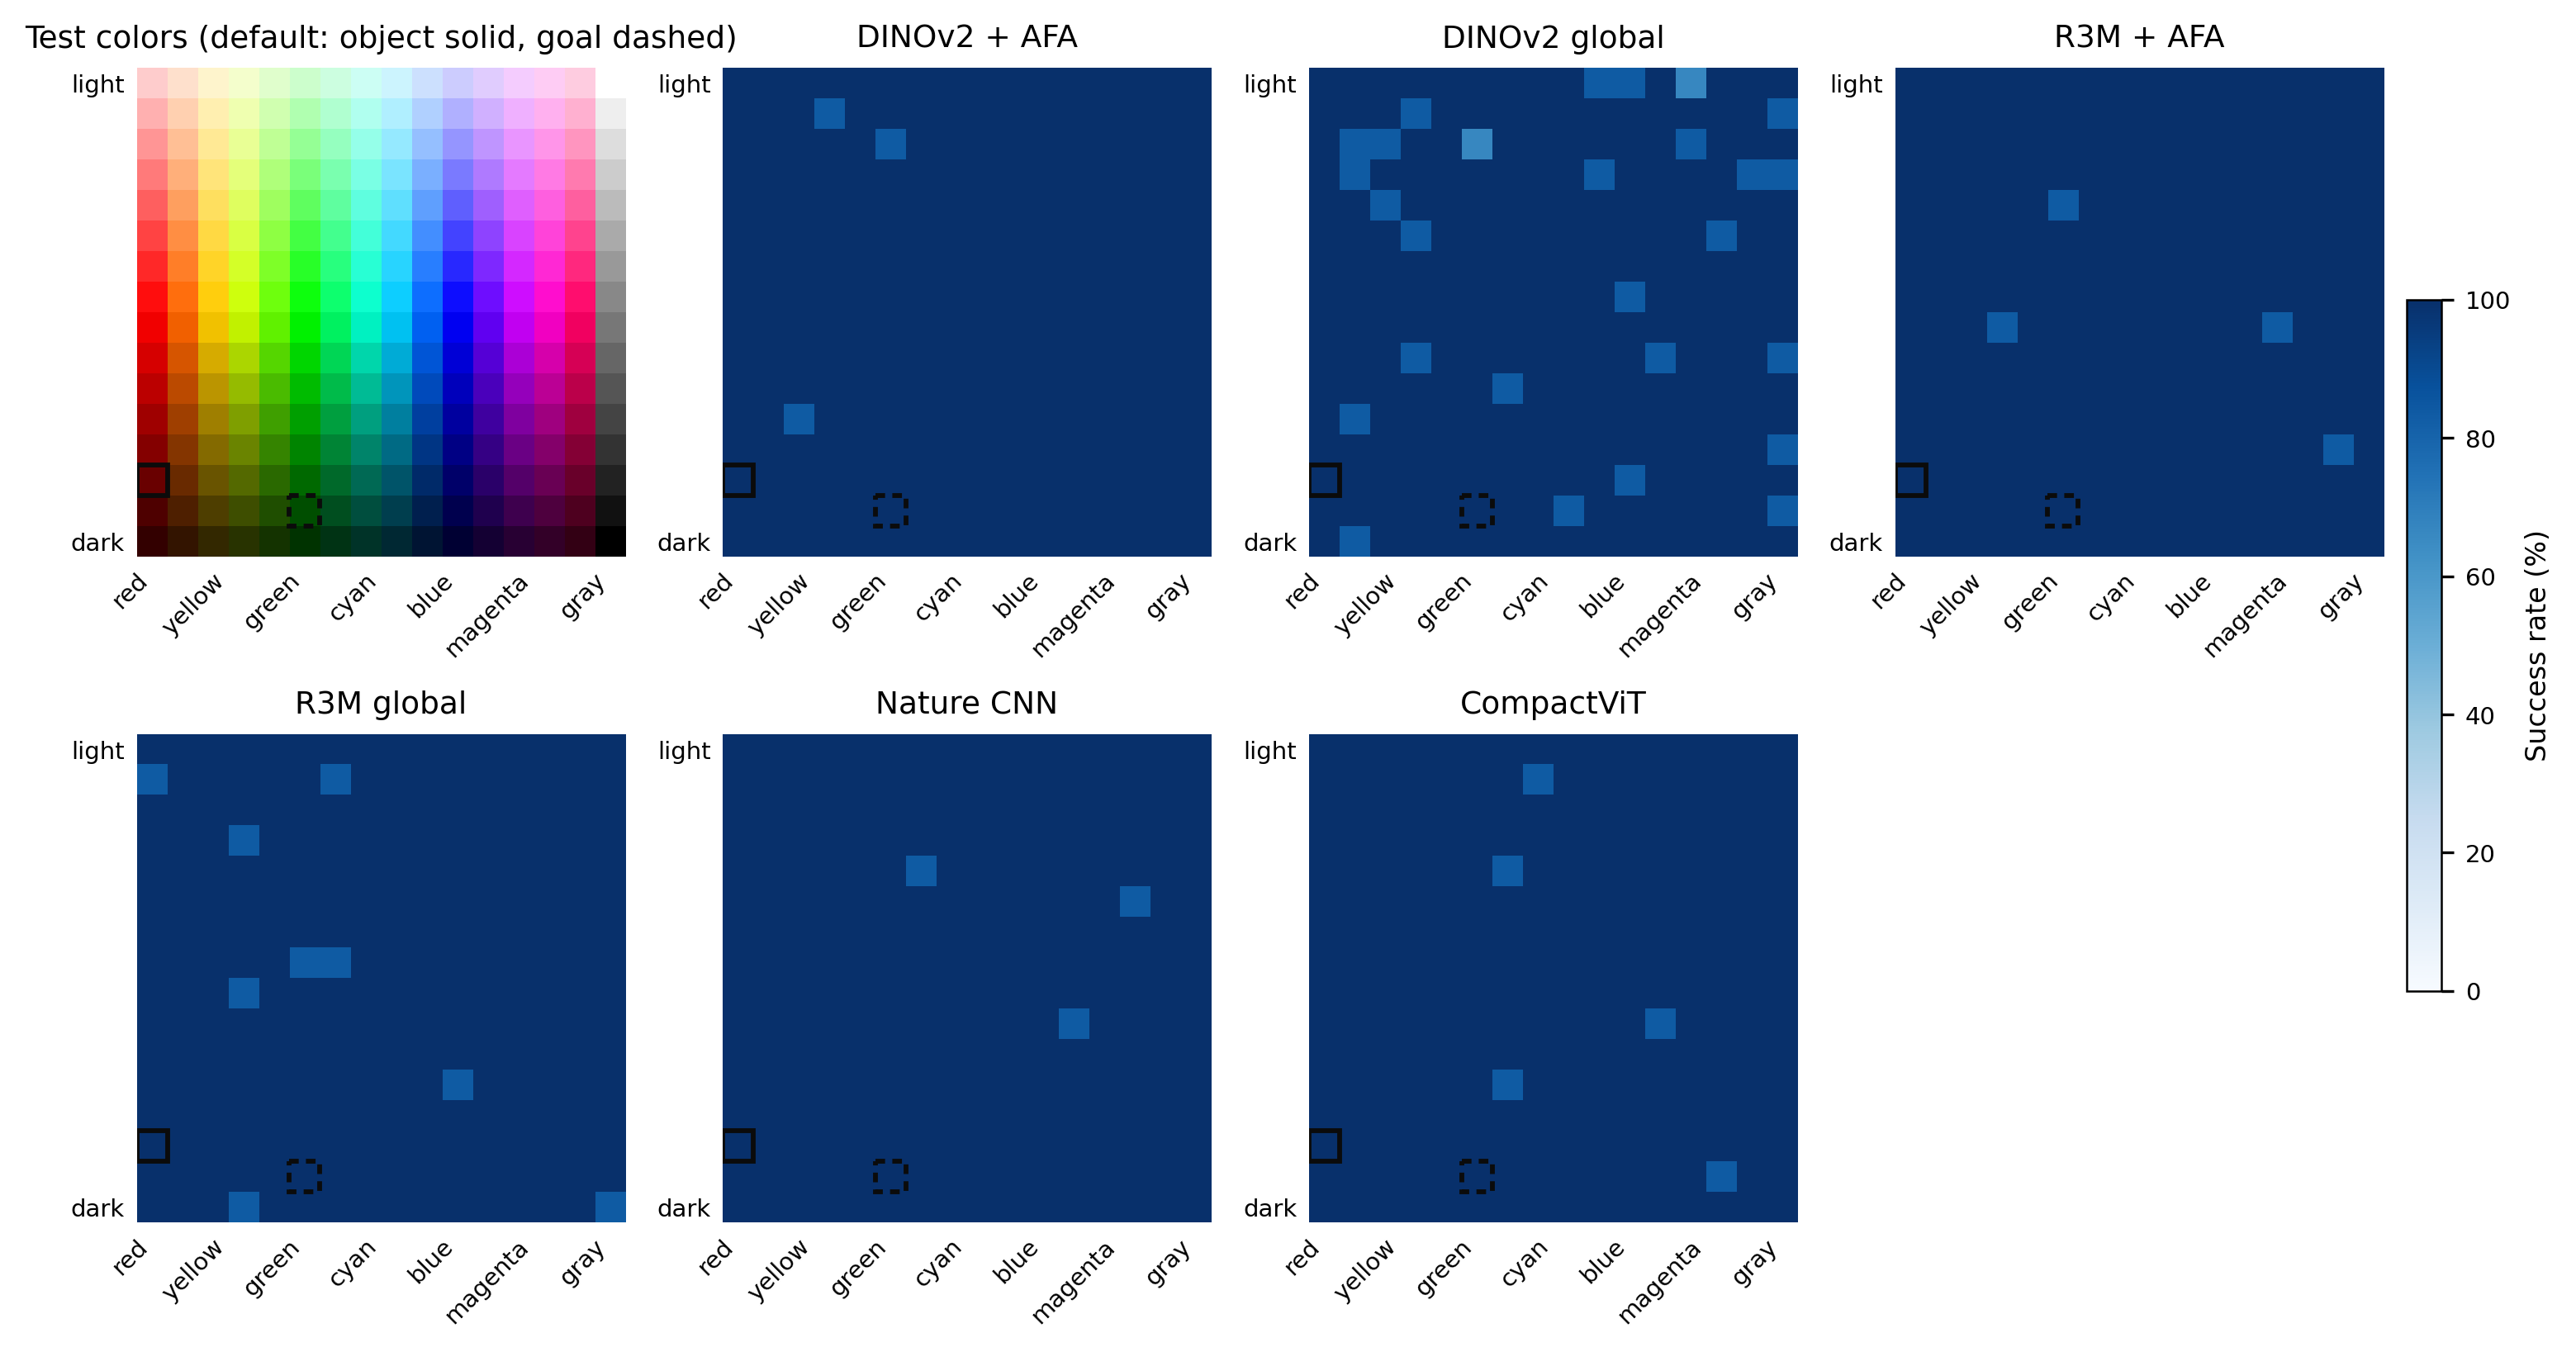 Test colors (default: object solid, goal dashed)
light
dark
red
yellow
green
cyan
blue
magenta
gray
DINOv2 + AFA
light
dark
red
yellow
green
cyan
blue
magenta
gray
DINOv2 global
light
dark
red
yellow
green
cyan
blue
magenta
gray
R3M + AFA
light
dark
red
yellow
green
cyan
blue
magenta
gray
R3M global
light
dark
red
yellow
green
cyan
blue
magenta
gray
Nature CNN
light
dark
red
yellow
green
cyan
blue
magenta
gray
CompactViT
light
dark
red
yellow
green
cyan
blue
magenta
gray
100
80
60
40
20
0
Success rate (%)